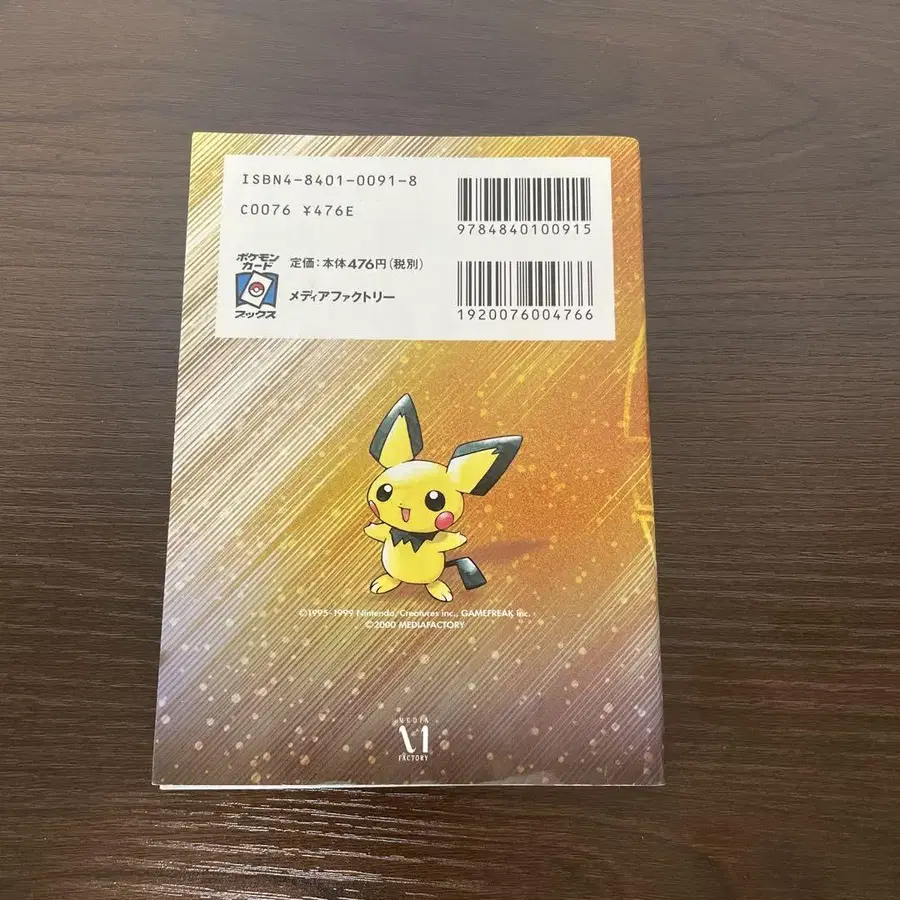 ISBN4-8401-0091-8
C0076 ¥476E
9784840100915
ポケモン
カード
ブックス
定価:本体476円(税別)
メディアファクトリー
1920076004766
©1995-1999 Nintendo, Creatures inc., GAMEFREAK inc.
©2000 MEDIAFACTORY
MEDIA
FACTORY